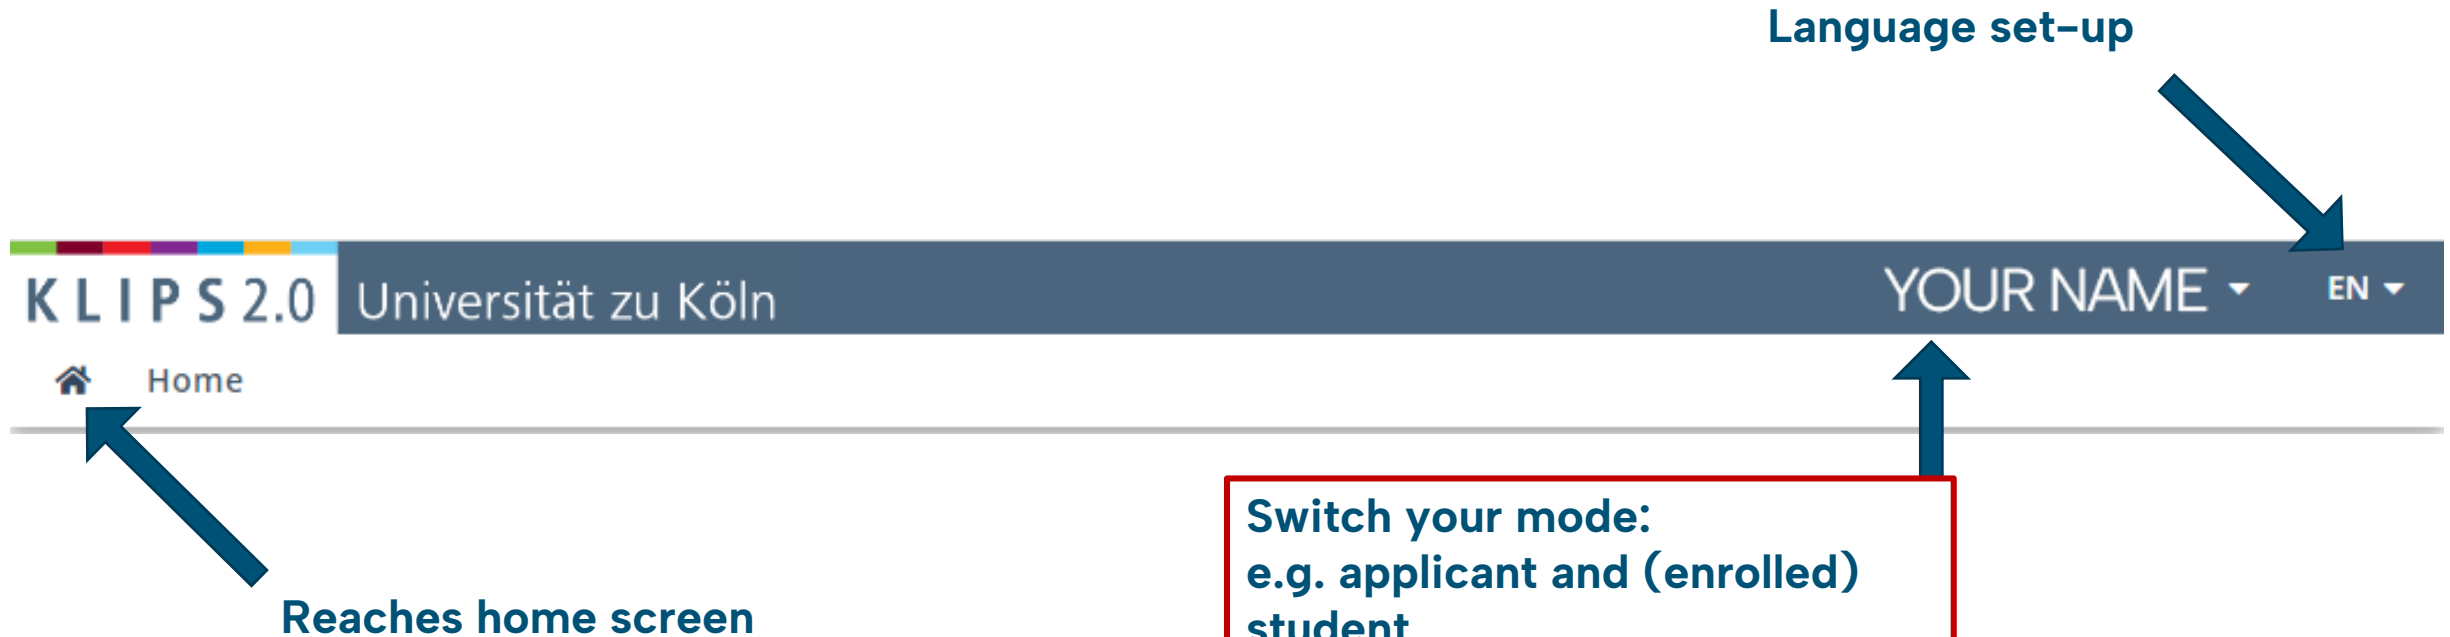 Language set-up
KLIPS 2.0 Universität zu Köln YOUR NAME EN
Home
Switch your mode:
e.g. applicant and (enrolled)
student
Reaches home screen